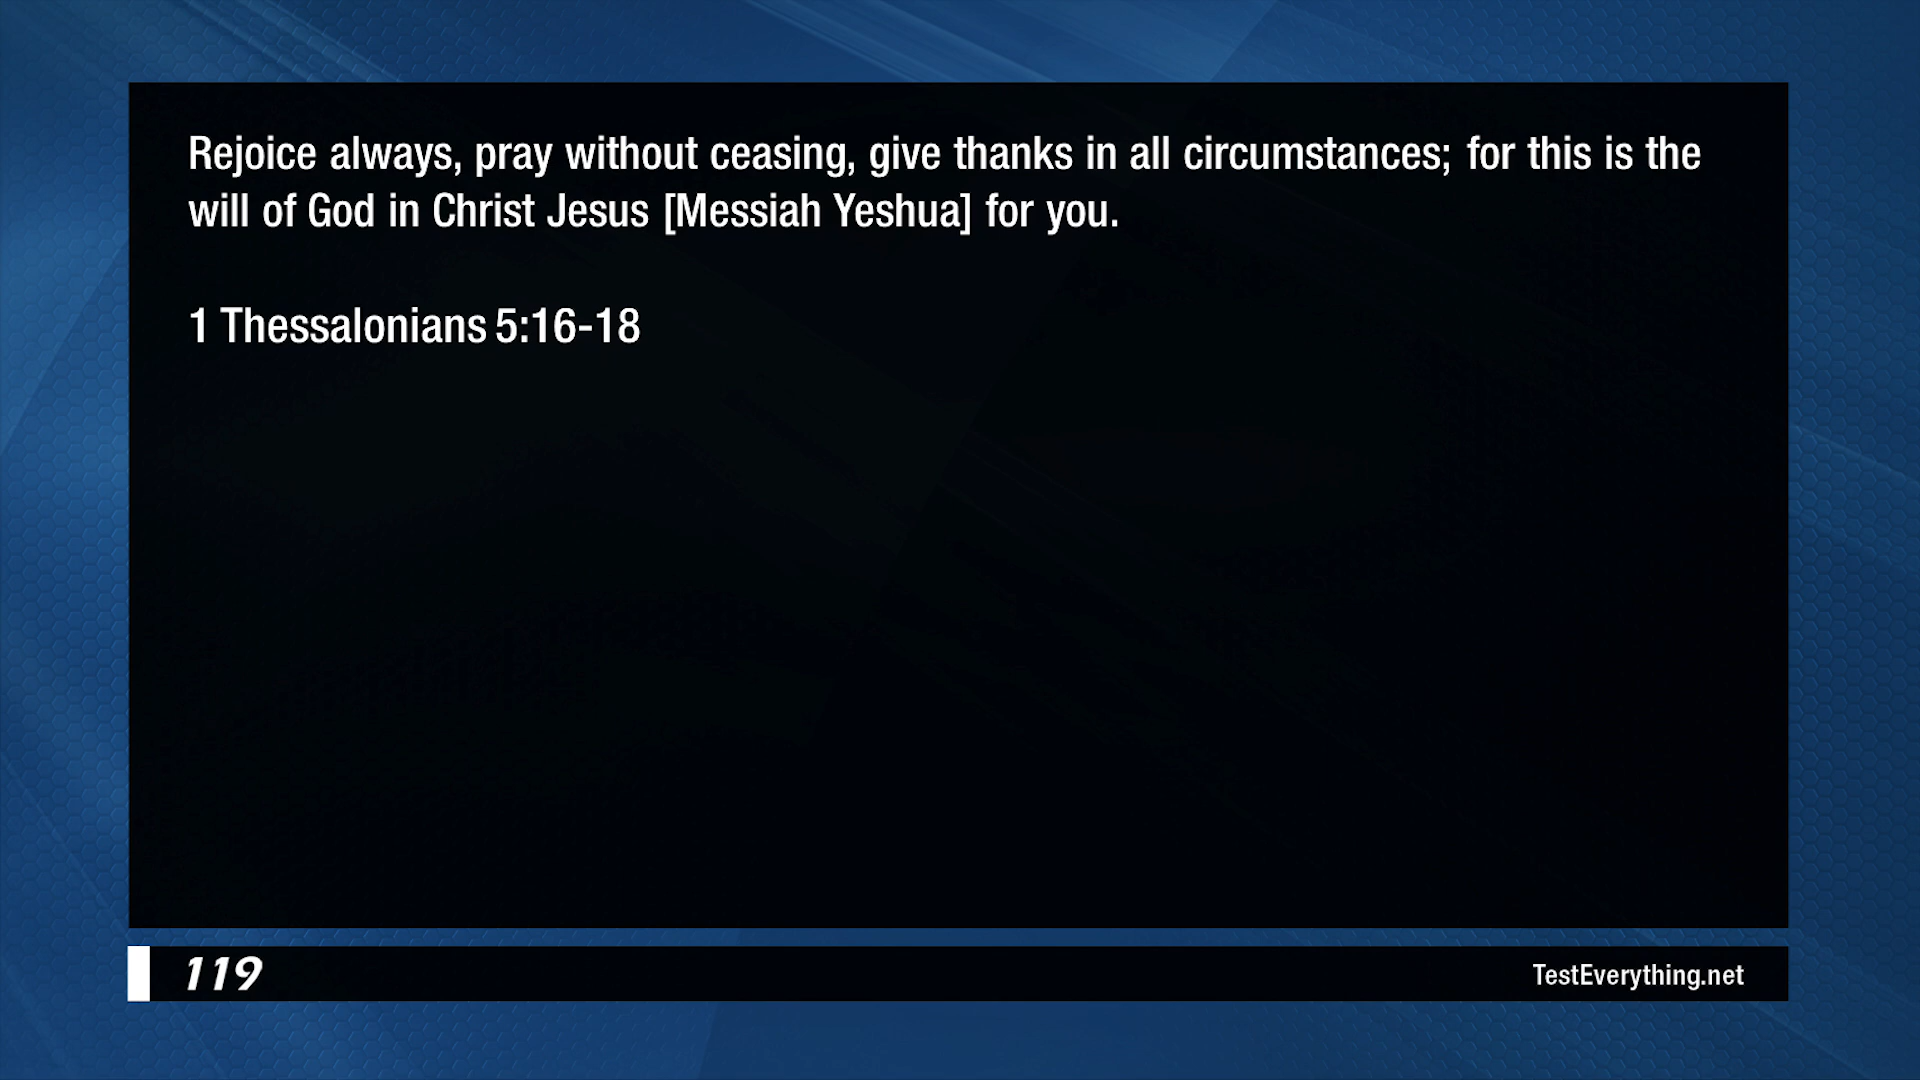 Rejoice always, pray without ceasing, give thanks in all circumstances; for this is the
will of God in Christ Jesus [Messiah Yeshua] for you.
1 Thessalonians 5:16-18
119
TestEverything.net